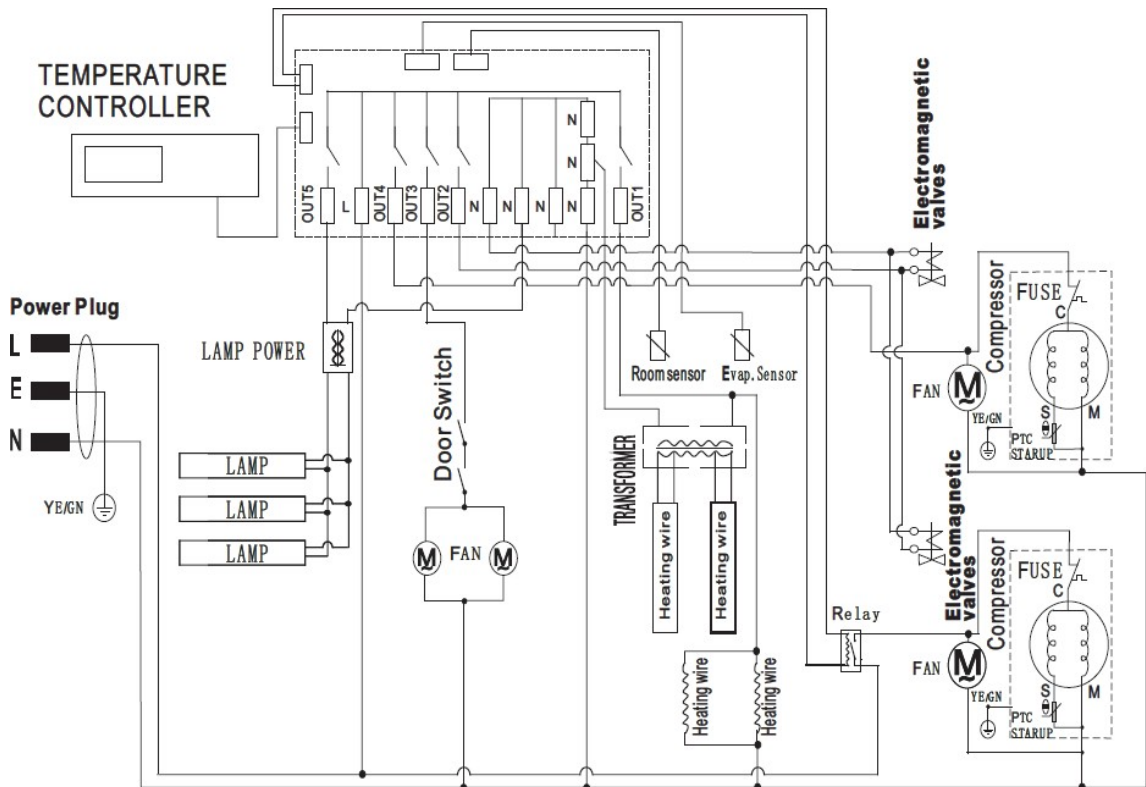 TEMPERATURE
CONTROLLER
N
N
OUT5
L
OUT4
OUT3
OUT2
N
N
N
N
OUT1
Electromagnetic
valves
Power Plug
L
E
N
YE/GN
LAMP POWER
LAMP
LAMP
LAMP
Door Switch
M
FAN
M
Room sensor
Evap. Sensor
TRANSFORMER
Heating wire
Heating wire
Heating wire
Heating wire
Relay
FUSE
C
Compressor
FAN
M
S
M
YE/GN
PTC
STARUP
Electromagnetic
valves
FUSE
C
Compressor
FAN
M
S
M
YE/GN
PTC
STARUP